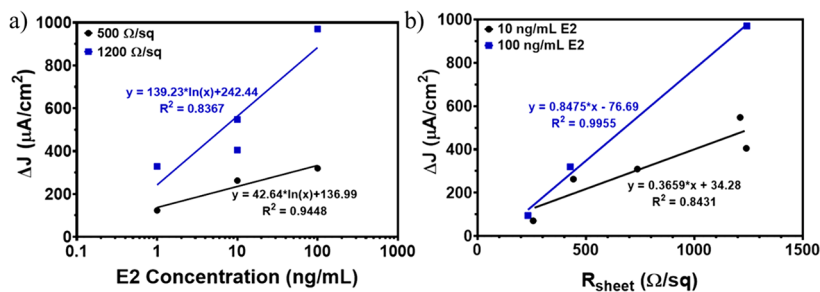 a)
500 Ω/sq
1200 Ω/sq
ΔJ (µA/cm²)
1000
800
600
400
200
0
y = 139.23*ln(x)+242.44
R² = 0.8367
y = 42.64*ln(x)+136.99
R² = 0.9448
0.1 1 10 100 1000
E2 Concentration (ng/mL)
b)
10 ng/mL E2
100 ng/mL E2
ΔJ (µA/cm²)
1000
800
600
400
200
0
y = 0.8475*x - 76.69
R² = 0.9955
y = 0.3659*x + 34.28
R² = 0.8431
0 500 1000 1500
Rsheet (Ω/sq)